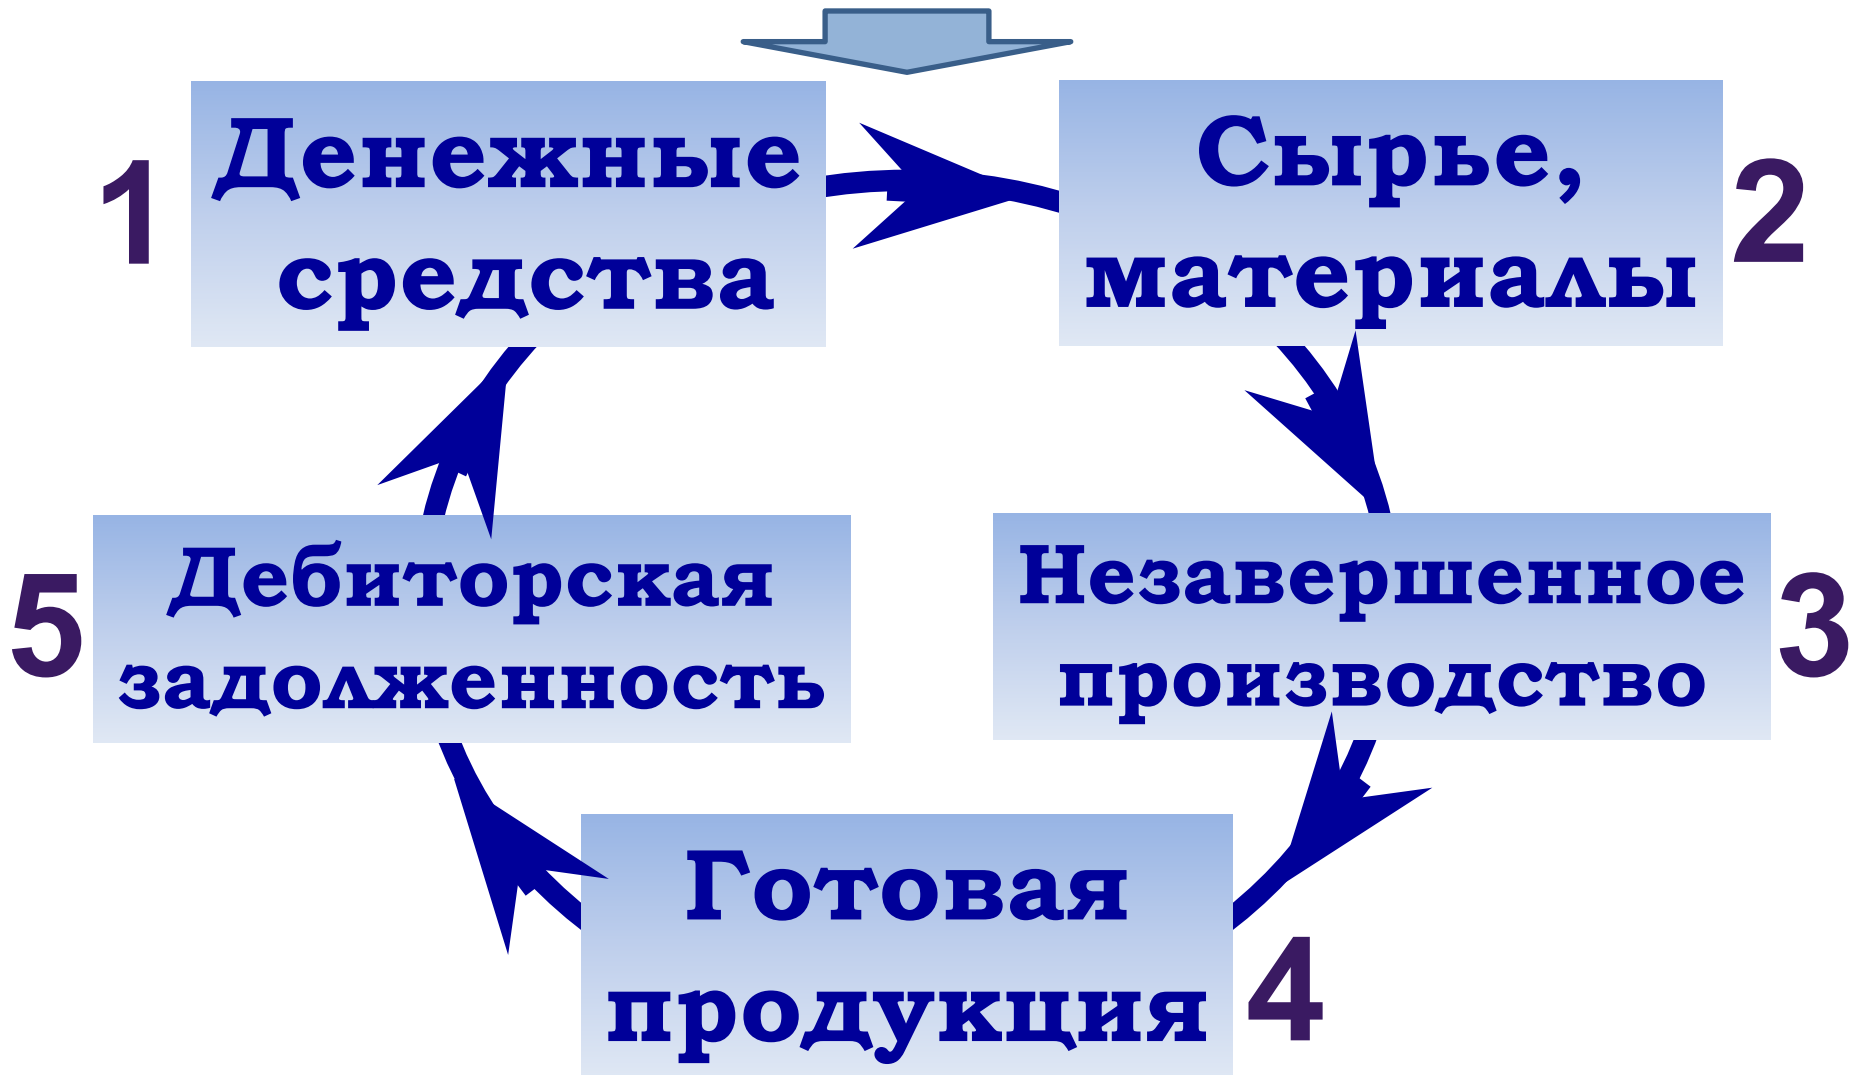 1
Денежные
средства
Сырье,
материалы
2
5
Дебиторская
задолженность
Незавершенное
производство
3
Готовая
продукция
4